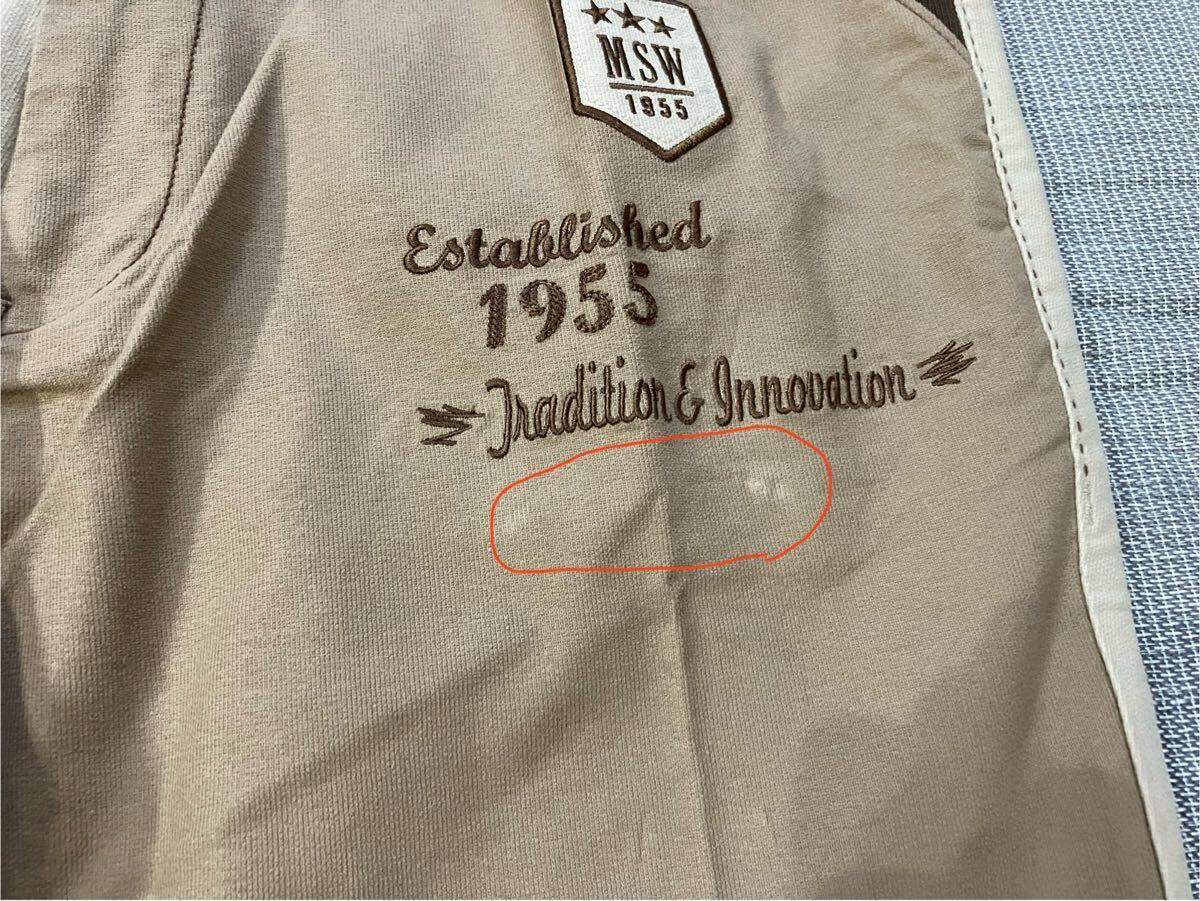 MSW
1955
Established
1955
Tradition & Innovation